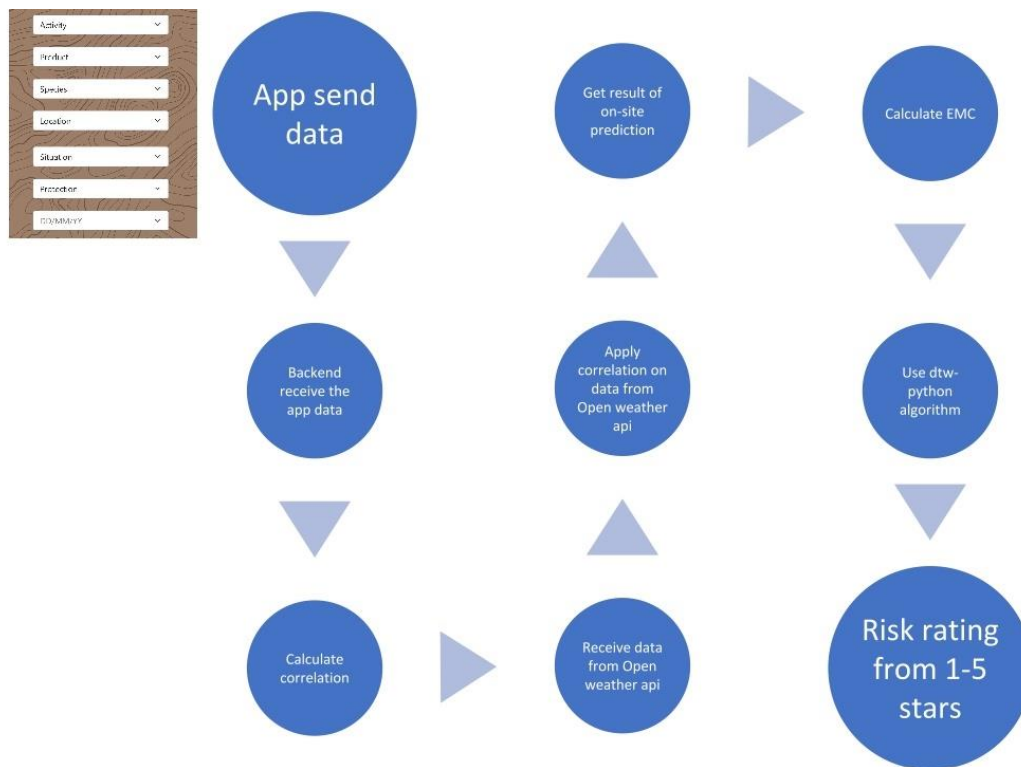 Activity
Product
Species
Location
Situation
Protection
DD/MM/YY
App send
data
Backend
receive the
app data
Calculate
correlation
Receive data
from Open
weather api
Apply
correlation on
data from
Open weather
api
Get result of
on-site
prediction
Calculate EMC
Use dtw-
python
algorithm
Risk rating
from 1-5
stars